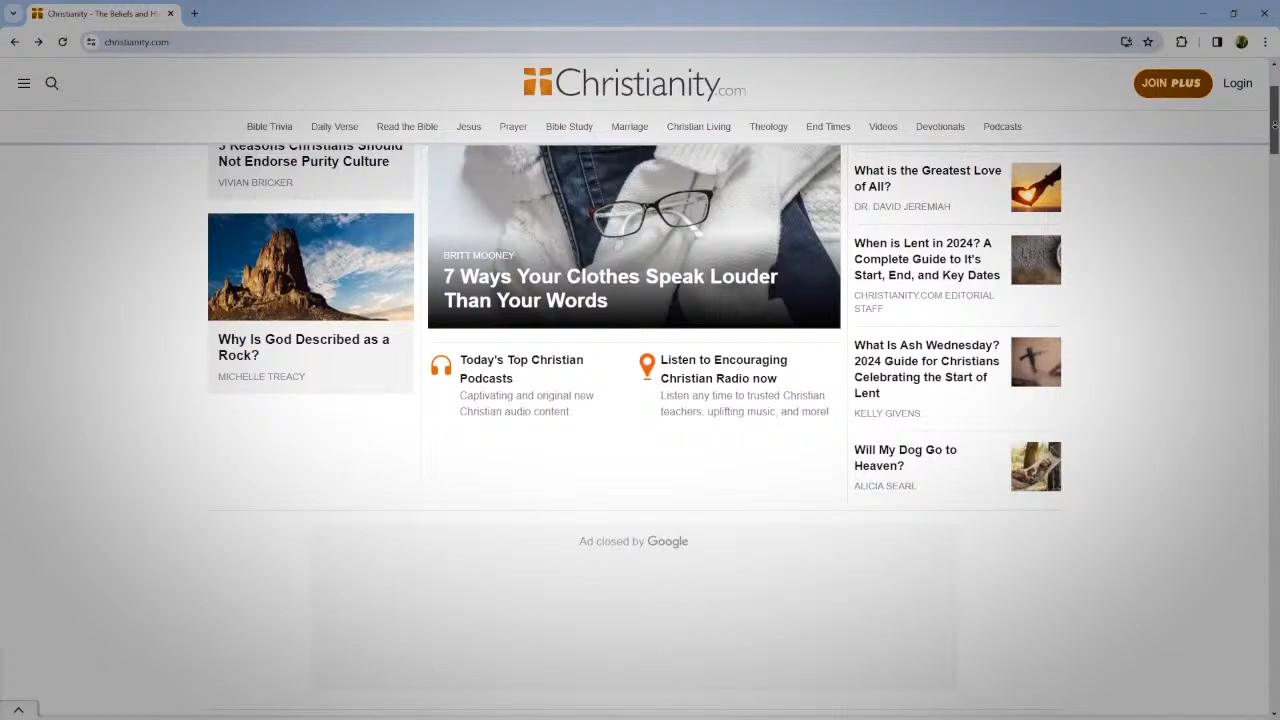 Christianity - The Beliefs and Hi
christianity.com
Christianity.com
JOIN PLUS
Login
Bible Trivia
Daily Verse
Read the Bible
Jesus
Prayer
Bible Study
Marriage
Christian Living
Theology
End Times
Videos
Devotionals
Podcasts
3 Reasons Christians Should
Not Endorse Purity Culture
VIVIAN BRICKER
Why Is God Described as a
Rock?
MICHELLE TREACY
BRITT MOONEY
7 Ways Your Clothes Speak Louder
Than Your Words
Today's Top Christian
Podcasts
Captivating and original new
Christian audio content.
Listen to Encouraging
Christian Radio now
Listen any time to trusted Christian
teachers, uplifting music, and more!
What is the Greatest Love
of All?
DR. DAVID JEREMIAH
When is Lent in 2024? A
Complete Guide to It's
Start, End, and Key Dates
CHRISTIANITY.COM EDITORIAL
STAFF
What Is Ash Wednesday?
2024 Guide for Christians
Celebrating the Start of
Lent
KELLY GIVENS
Will My Dog Go to
Heaven?
ALICIA SEARL
Ad closed by Google